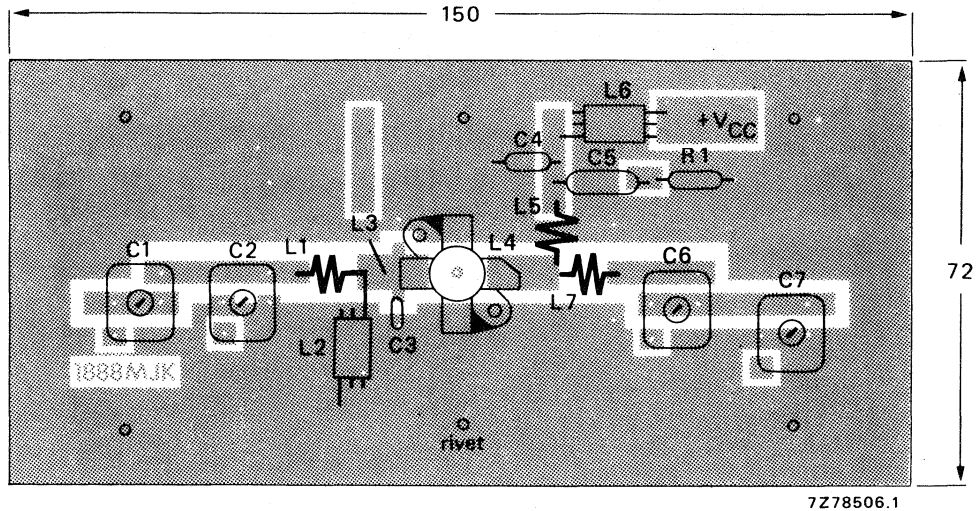 150
L6
+VCC
C4
C5
R1
L5
L3
C1
C2
L1
L4
C6
C7
72
L7
L2
C3
1888MJK
rivet
7Z78506.1